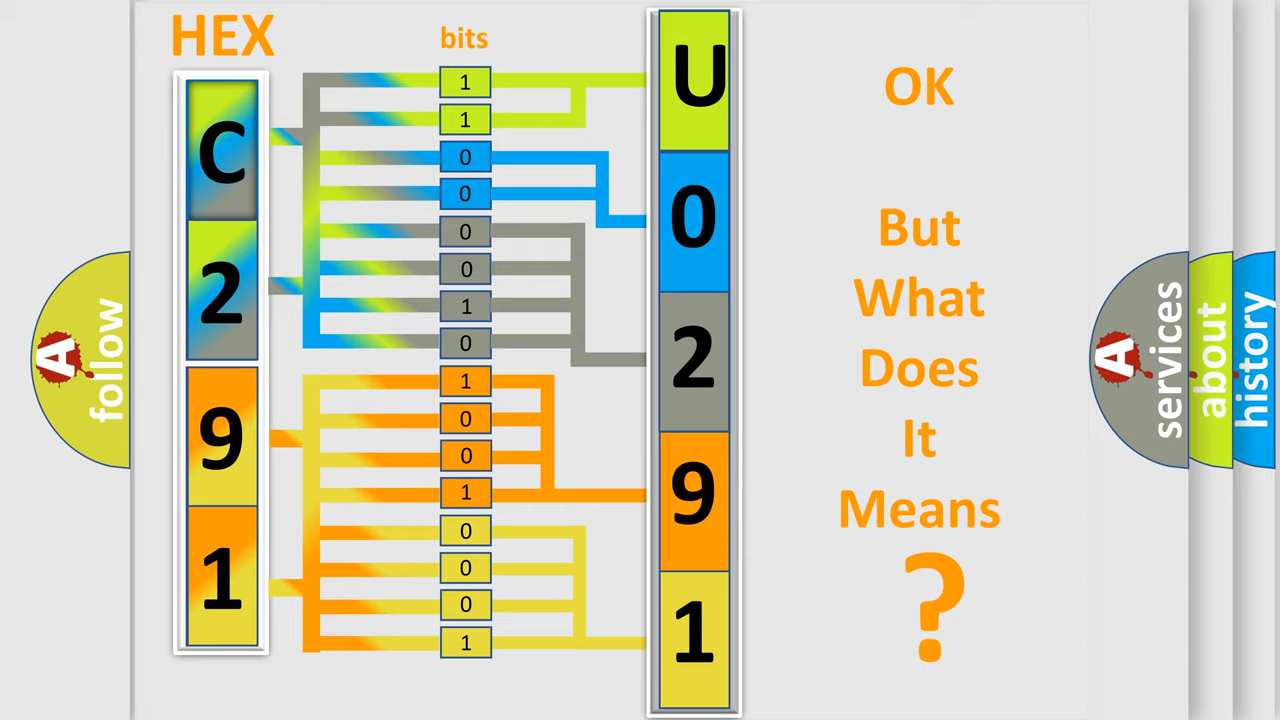 HEX
bits
C
2
9
1
1
1
0
0
0
0
1
0
1
0
0
1
0
0
0
1
U
0
2
9
1
OK
But
What
Does
It
Means
?
A
follow
A
services
about
history